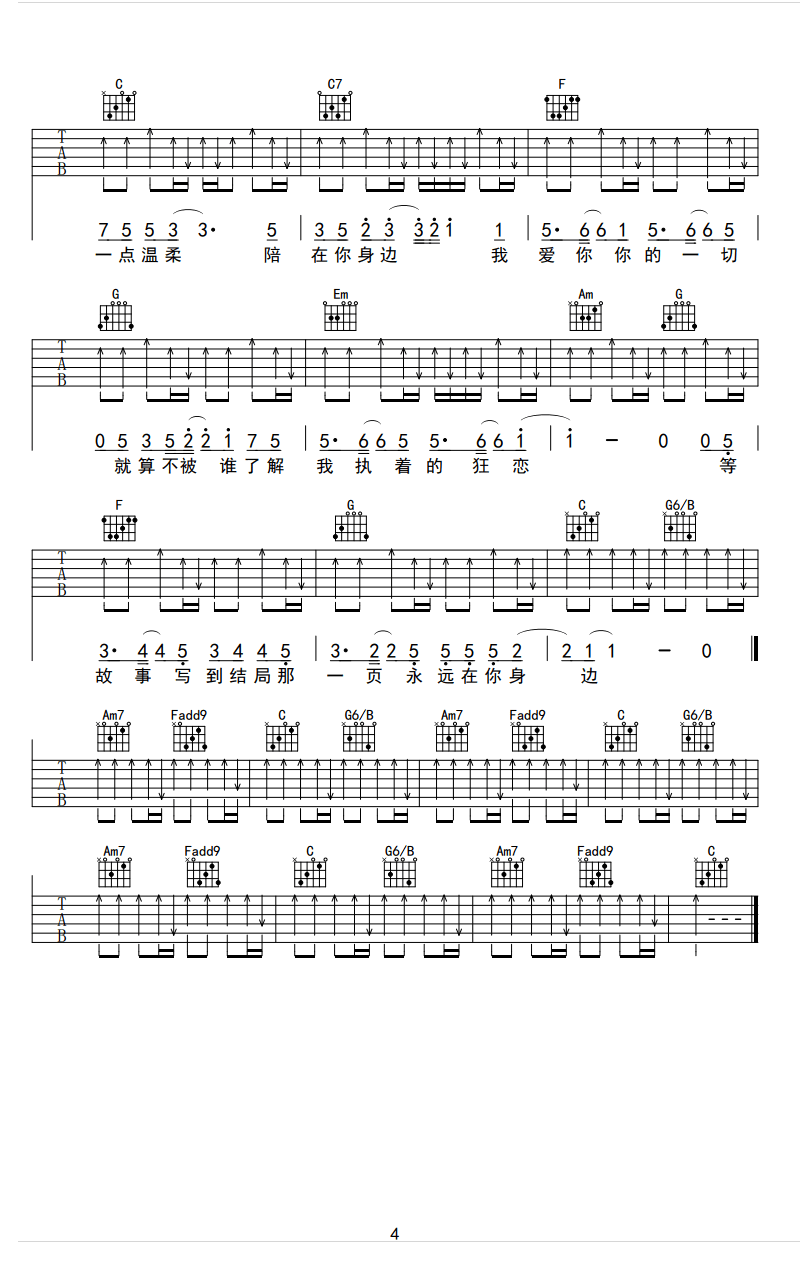 C C7 F
T A B
7 5 5 3 3· 5 3 5 2 3 3 2 1 1 5· 6 6 1 5· 6 6 5
一点温柔 陪 在你身边 我 爱你你的一切
G Em Am G
T A B
0 5 3 5 2 2 1 7 5 5· 6 6 5 5· 6 6 1 1 - 0 0 5
就算不被谁了解 我执着的狂恋 等
F G C G6/B
T A B
3· 4 4 5 3 4 4 5 3· 2 2 5 5 5 5 2 2 1 1 - 0
故事写到结局那 一页永远在你身 边
Am7 Fadd9 C G6/B Am7 Fadd9 C G6/B
T A B
Am7 Fadd9 C G6/B Am7 Fadd9 C
T A B
4